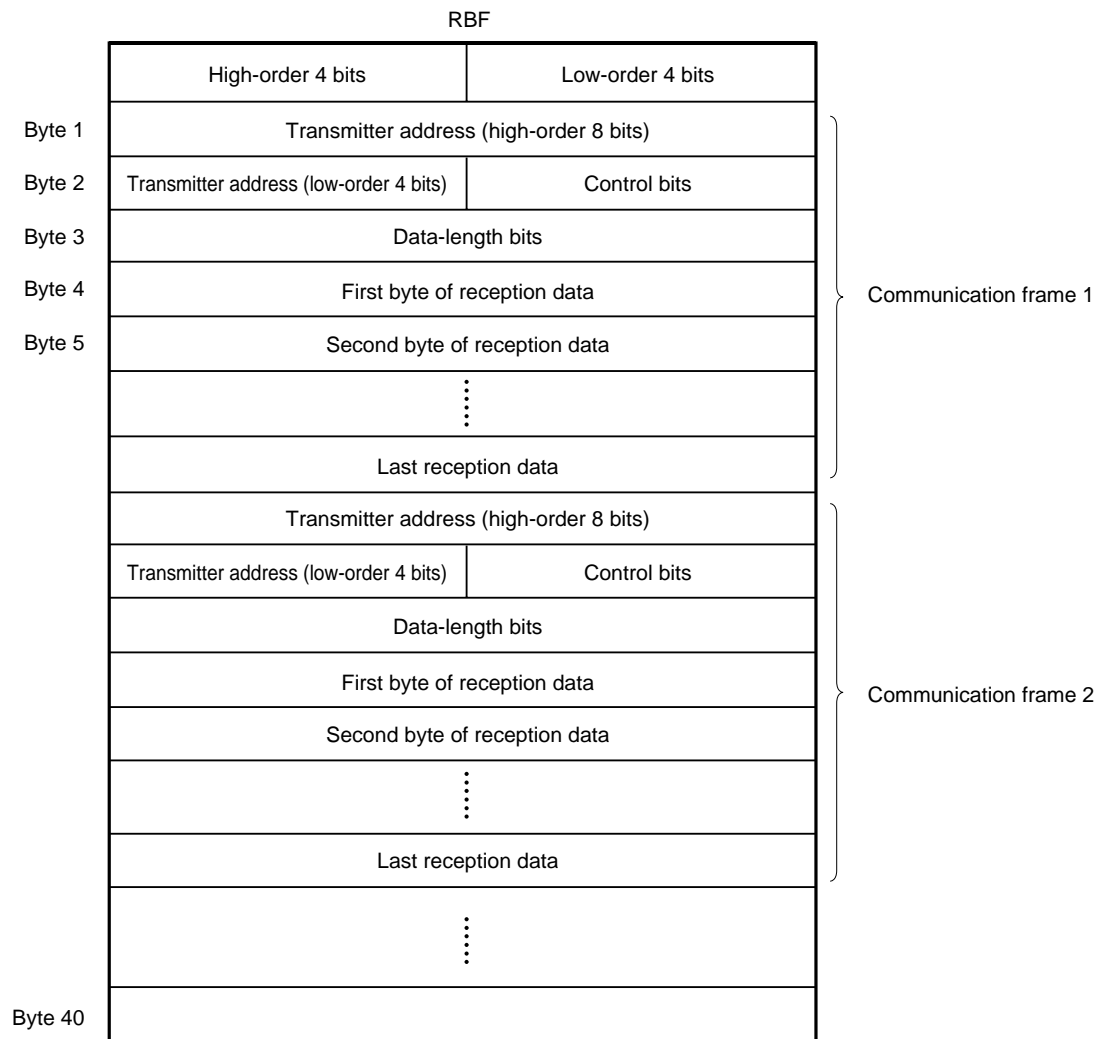 RBF
High-order 4 bits Low-order 4 bits
Byte 1 Transmitter address (high-order 8 bits)
Byte 2 Transmitter address (low-order 4 bits) Control bits
Byte 3 Data-length bits
Byte 4 First byte of reception data
Communication frame 1
Byte 5 Second byte of reception data
Last reception data
Transmitter address (high-order 8 bits)
Transmitter address (low-order 4 bits) Control bits
Data-length bits
First byte of reception data
Communication frame 2
Second byte of reception data
Last reception data
Byte 40